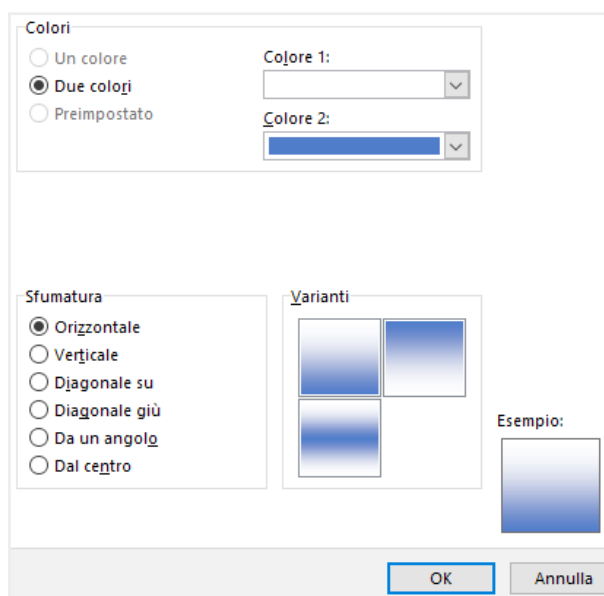 Colori
Un colore
Due colori
Preimpostato
Colore 1:
Colore 2:
Sfumatura
Orizzontale
Verticale
Diagonale su
Diagonale giù
Da un angolo
Dal centro
Varianti
Esempio:
OK
Annulla